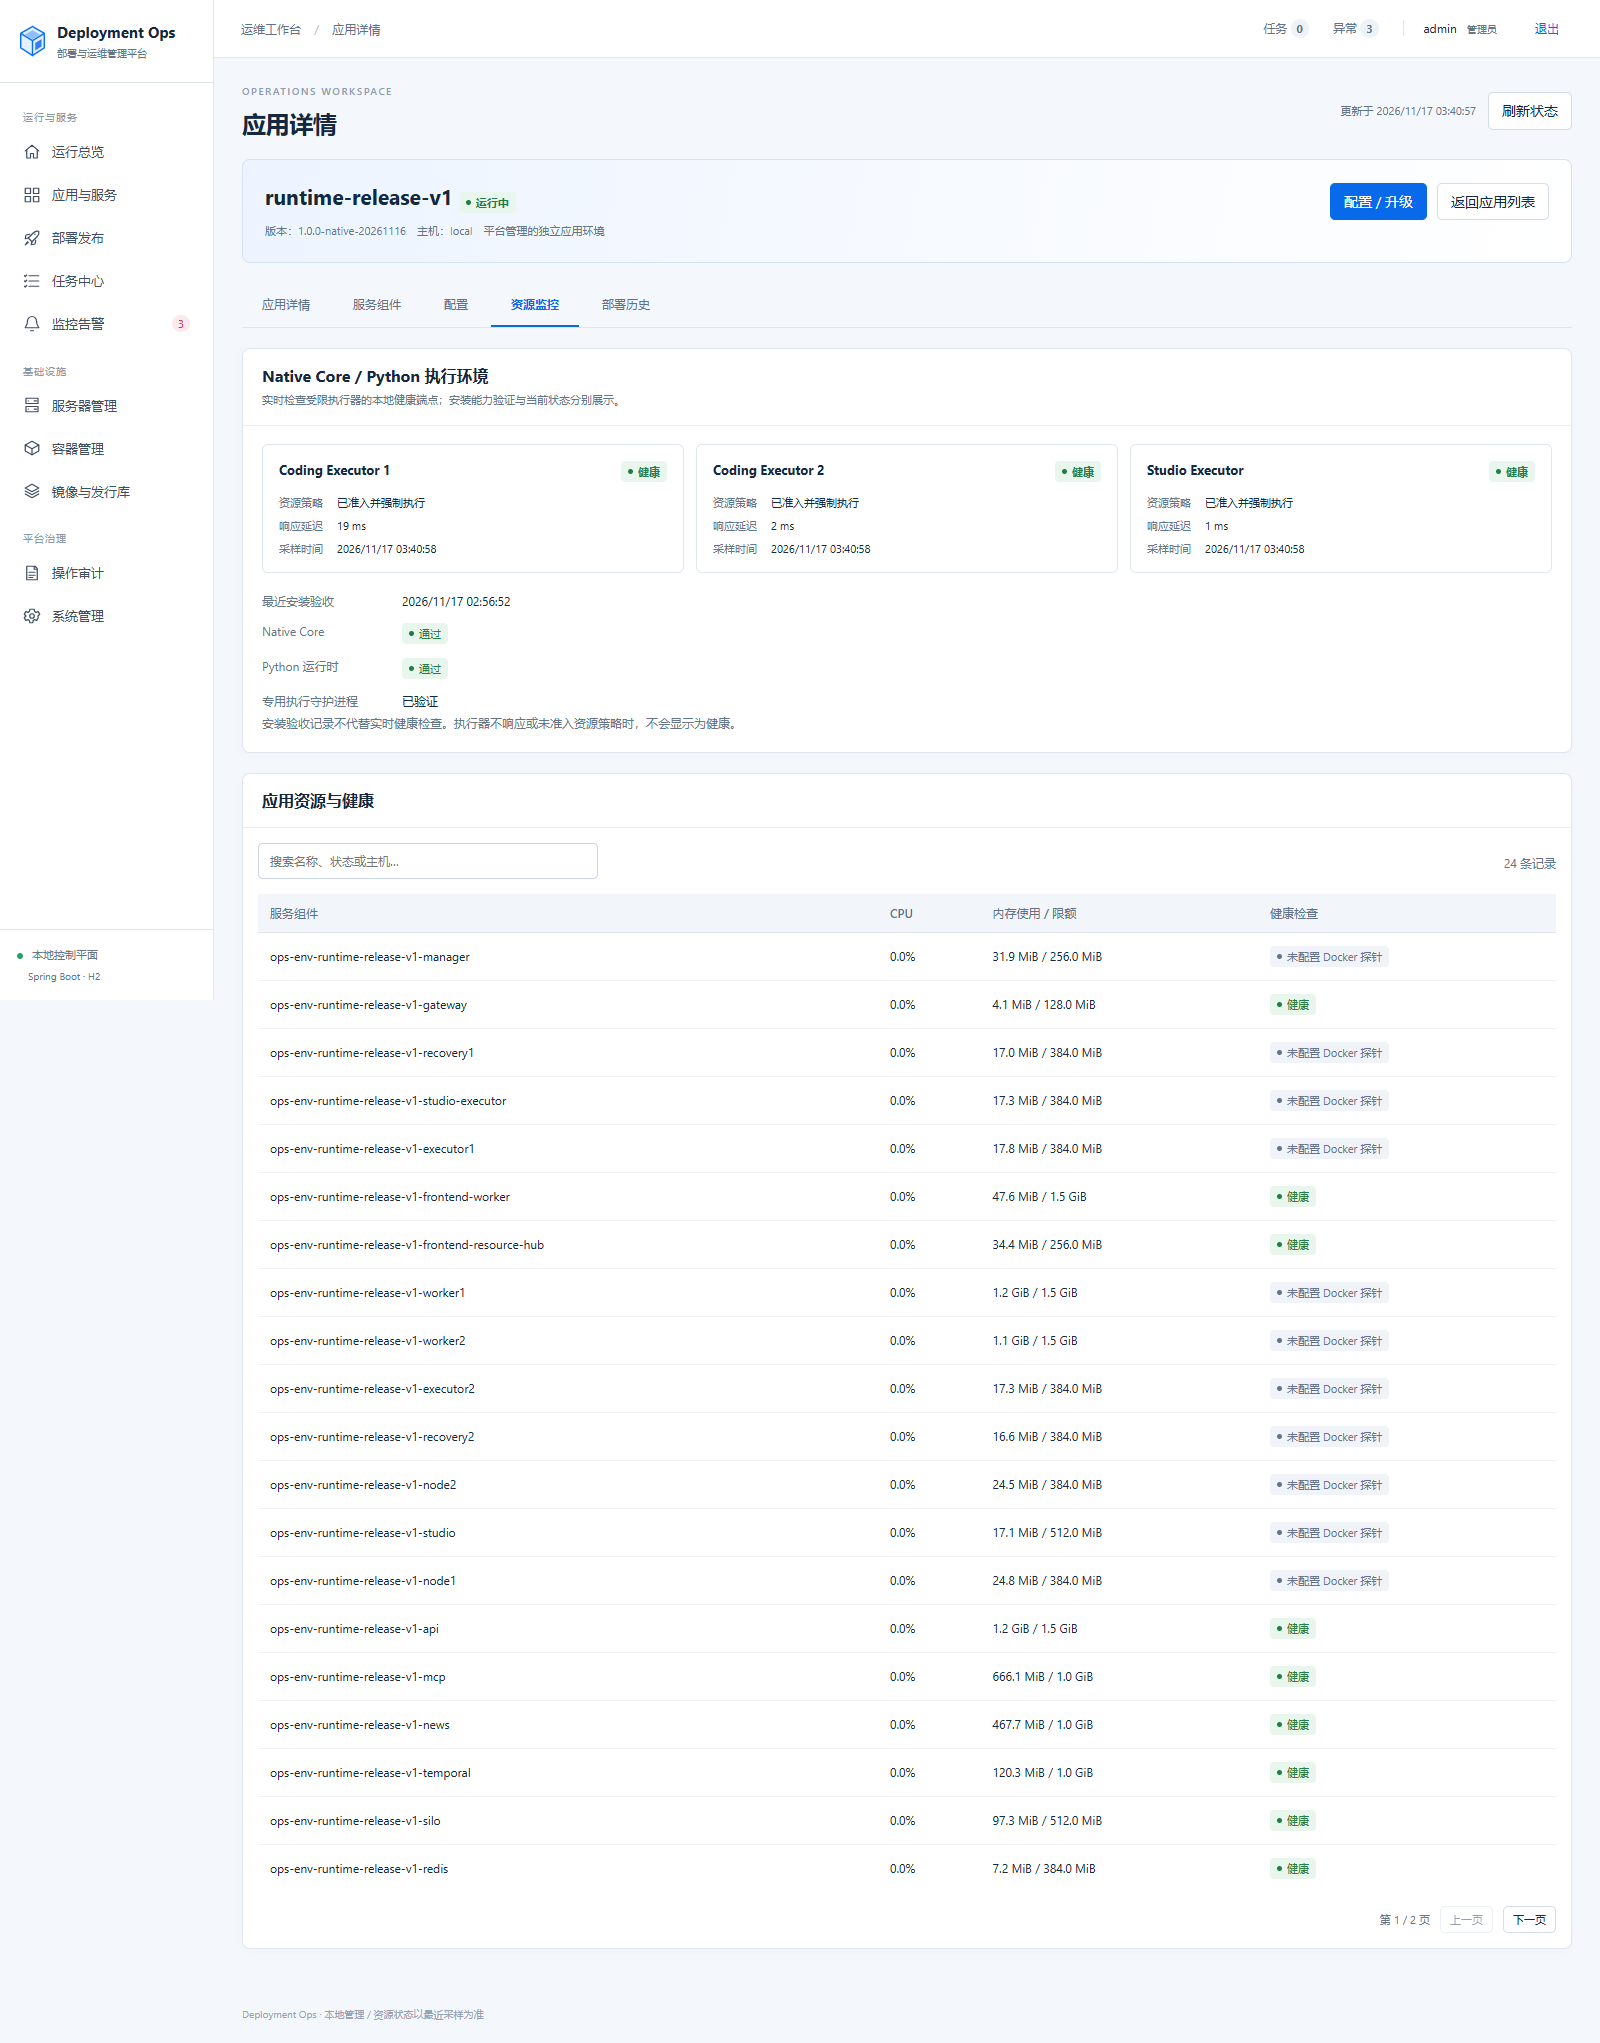 Deployment Ops
部署与运维管理平台
运维工作台 / 应用详情
任务 0 异常 3 admin 管理员 退出
运行与服务
运行总览
应用与服务
部署发布
任务中心
监控告警 3
基础设施
服务器管理
容器管理
镜像与发行库
平台治理
操作审计
系统管理
本地控制平面
Spring Boot · H2
OPERATIONS WORKSPACE
应用详情
更新于 2026/11/17 03:40:57 刷新状态
runtime-release-v1 运行中
版本：1.0.0-native-20261116 主机：local 平台管理的独立应用环境
配置 / 升级 返回应用列表
应用详情 服务组件 配置 资源监控 部署历史
Native Core / Python 执行环境
实时检查受限执行器的本地健康端点；安装能力验证与当前状态分别展示。
Coding Executor 1 健康
资源策略 已准入并强制执行
响应延迟 19 ms
采样时间 2026/11/17 03:40:58
Coding Executor 2 健康
资源策略 已准入并强制执行
响应延迟 2 ms
采样时间 2026/11/17 03:40:58
Studio Executor 健康
资源策略 已准入并强制执行
响应延迟 1 ms
采样时间 2026/11/17 03:40:58
最近安装验收 2026/11/17 02:56:52
Native Core 通过
Python 运行时 通过
专用执行守护进程 已验证
安装验收记录不代替实时健康检查。执行器不响应或未准入资源策略时，不会显示为健康。
应用资源与健康
搜索名称、状态或主机... 24 条记录
服务组件 CPU 内存使用 / 限额 健康检查
ops-env-runtime-release-v1-manager 0.0% 31.9 MiB / 256.0 MiB 未配置 Docker 探针
ops-env-runtime-release-v1-gateway 0.0% 4.1 MiB / 128.0 MiB 健康
ops-env-runtime-release-v1-recovery1 0.0% 17.0 MiB / 384.0 MiB 未配置 Docker 探针
ops-env-runtime-release-v1-studio-executor 0.0% 17.3 MiB / 384.0 MiB 未配置 Docker 探针
ops-env-runtime-release-v1-executor1 0.0% 17.8 MiB / 384.0 MiB 未配置 Docker 探针
ops-env-runtime-release-v1-frontend-worker 0.0% 47.6 MiB / 1.5 GiB 健康
ops-env-runtime-release-v1-frontend-resource-hub 0.0% 34.4 MiB / 256.0 MiB 健康
ops-env-runtime-release-v1-worker1 0.0% 1.2 GiB / 1.5 GiB 未配置 Docker 探针
ops-env-runtime-release-v1-worker2 0.0% 1.1 GiB / 1.5 GiB 未配置 Docker 探针
ops-env-runtime-release-v1-executor2 0.0% 17.3 MiB / 384.0 MiB 未配置 Docker 探针
ops-env-runtime-release-v1-recovery2 0.0% 16.6 MiB / 384.0 MiB 未配置 Docker 探针
ops-env-runtime-release-v1-node2 0.0% 24.5 MiB / 384.0 MiB 未配置 Docker 探针
ops-env-runtime-release-v1-studio 0.0% 17.1 MiB / 512.0 MiB 未配置 Docker 探针
ops-env-runtime-release-v1-node1 0.0% 24.8 MiB / 384.0 MiB 未配置 Docker 探针
ops-env-runtime-release-v1-api 0.0% 1.2 GiB / 1.5 GiB 健康
ops-env-runtime-release-v1-mcp 0.0% 666.1 MiB / 1.0 GiB 健康
ops-env-runtime-release-v1-news 0.0% 467.7 MiB / 1.0 GiB 健康
ops-env-runtime-release-v1-temporal 0.0% 120.3 MiB / 1.0 GiB 健康
ops-env-runtime-release-v1-silo 0.0% 97.3 MiB / 512.0 MiB 健康
ops-env-runtime-release-v1-redis 0.0% 7.2 MiB / 384.0 MiB 健康
第 1 / 2 页 上一页 下一页
Deployment Ops · 本地管理 / 资源状态以最近采样为准